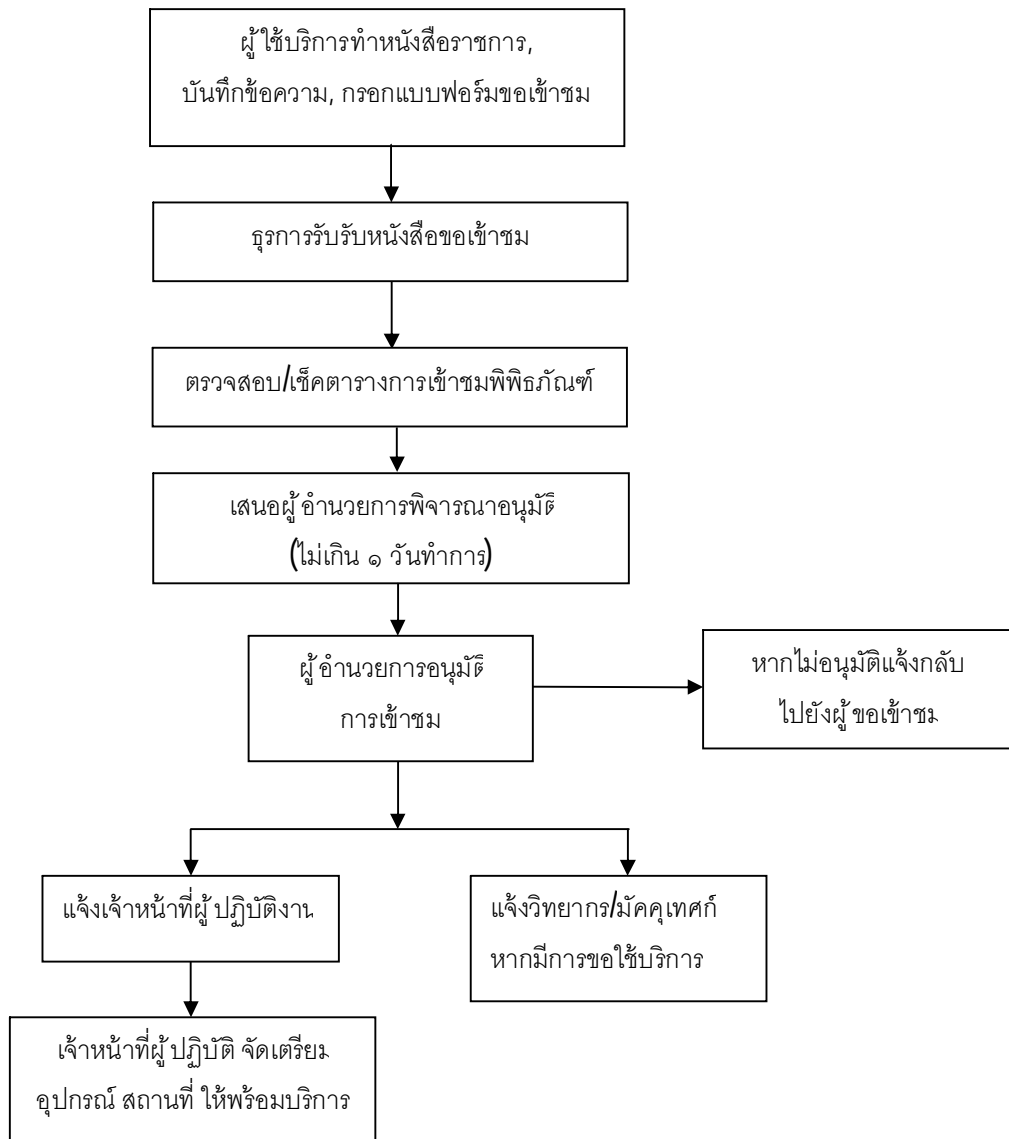 ผู้ใช้บริการทำหนังสือราชการ,
บันทึกข้อความ, กรอกแบบฟอร์มขอเข้าชม
ธุรการรับรับหนังสือขอเข้าชม
ตรวจสอบ/เช็คตารางการเข้าชมพิพิธภัณฑ์
เสนอผู้อำนวยการพิจารณาอนุมัติ
(ไม่เกิน ๑ วันทำการ)
ผู้อำนวยการอนุมัติ
การเข้าชม
หากไม่อนุมัติแจ้งกลับ
ไปยังผู้ขอเข้าชม
แจ้งเจ้าหน้าที่ผู้ปฏิบัติงาน
แจ้งวิทยากร/มัคคุเทศก์
หากมีการขอใช้บริการ
เจ้าหน้าที่ผู้ปฏิบัติ จัดเตรียม
อุปกรณ์ สถานที่ ให้พร้อมบริการ